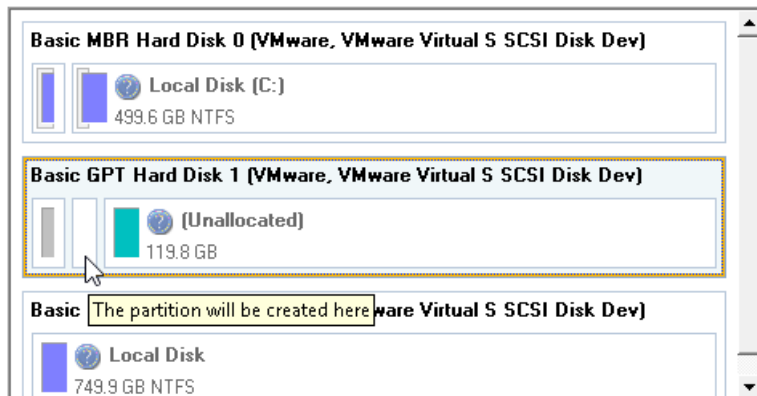 Basic MBR Hard Disk 0 (VMware, VMware Virtual S SCSI Disk Dev)
Local Disk (C:)
499.6 GB NTFS
Basic GPT Hard Disk 1 (VMware, VMware Virtual S SCSI Disk Dev)
(Unallocated)
119.8 GB
Basic The partition will be created here ware Virtual S SCSI Disk Dev)
Local Disk
749.9 GB NTFS